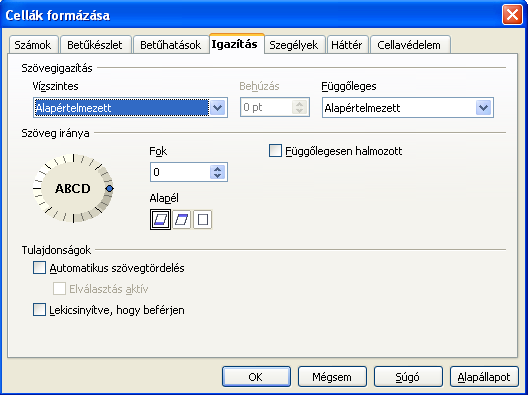 Cellák formázása
Számok Betűkészlet Betűhatások Igazítás Szegélyek Háttér Cellavédelem
Szövegigazítás
Vízszintes Behúzás Függőleges
Alapértelmezett 0 pt Alapértelmezett
Szöveg iránya
ABCD
Fok
0
Függőlegesen halmozott
Alapél
Tulajdonságok
Automatikus szövegtördelés
Elválasztás aktív
Lekicsinyítve, hogy beférjen
OK Mégsem Súgó Alapállapot